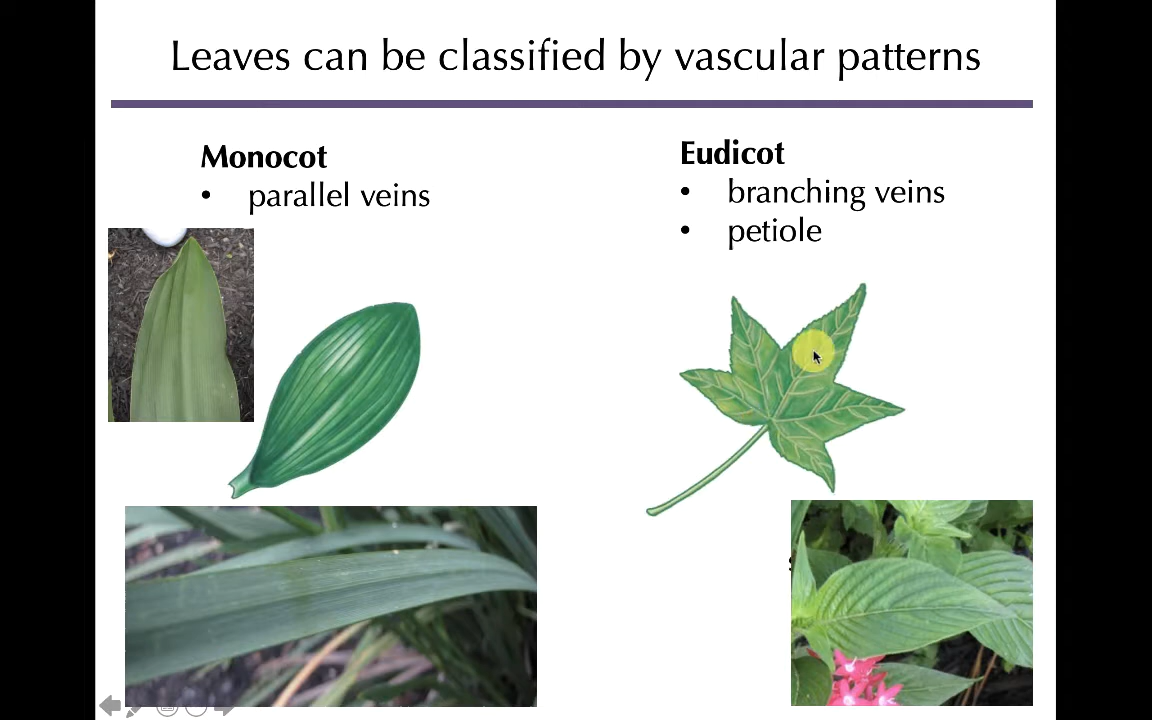 Leaves can be classified by vascular patterns
Monocot
• parallel veins
Eudicot
• branching veins
• petiole